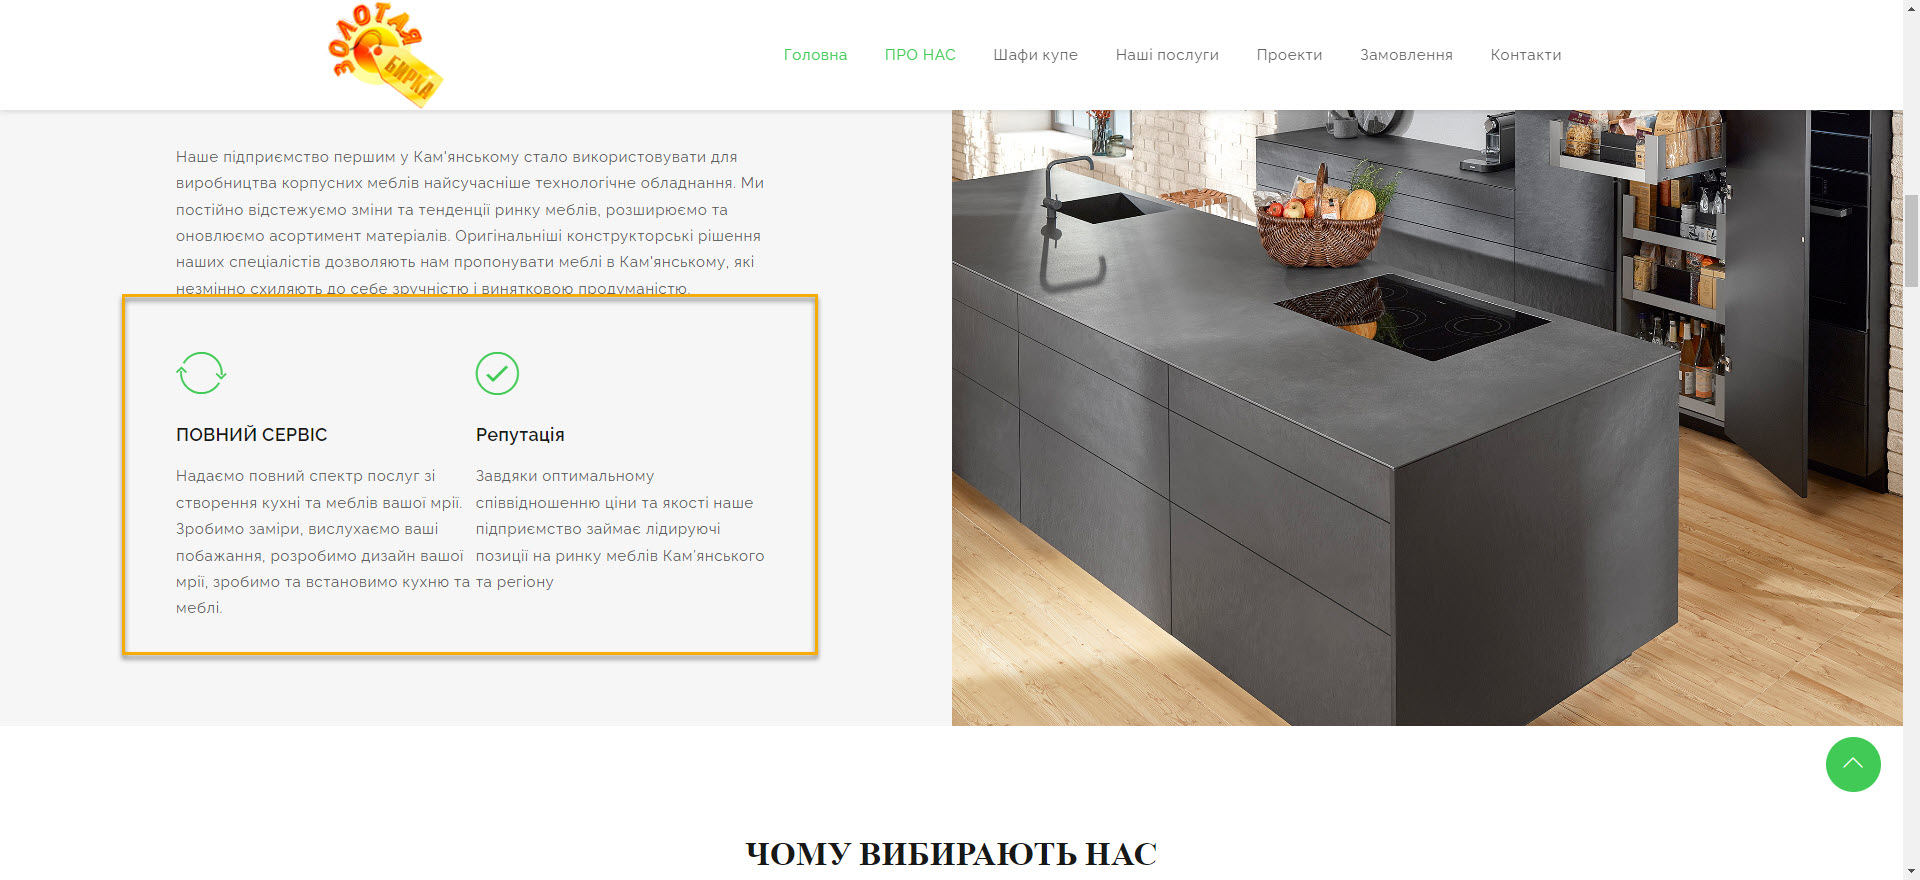 ЗОЛОТАЯ
БИРКА
Головна
ПРО НАС
Шафи купе
Наші послуги
Проекти
Замовлення
Контакти
Наше підприємство першим у Кам'янському стало використовувати для
виробництва корпусних меблів найсучасніше технологічне обладнання. Ми
постійно відстежуємо зміни та тенденції ринку меблів, розширюємо та
оновлюємо асортимент матеріалів. Оригінальніші конструкторські рішення
наших спеціалістів дозволяють нам пропонувати меблі в Кам'янському, які
незмінно схиляють до себе зручністю і винятковою продуманістю.
ПОВНИЙ СЕРВІС
Надаємо повний спектр послуг зі
створення кухні та меблів вашої мрії.
Зробимо заміри, вислухаємо ваші
побажання, розробимо дизайн вашої
мрії, зробимо та встановимо кухню та
меблі.
Репутація
Завдяки оптимальному
співвідношенню ціни та якості наше
підприємство займає лідируючі
позиції на ринку меблів Кам'янського
та регіону
ЧОМУ ВИБИРАЮТЬ НАС